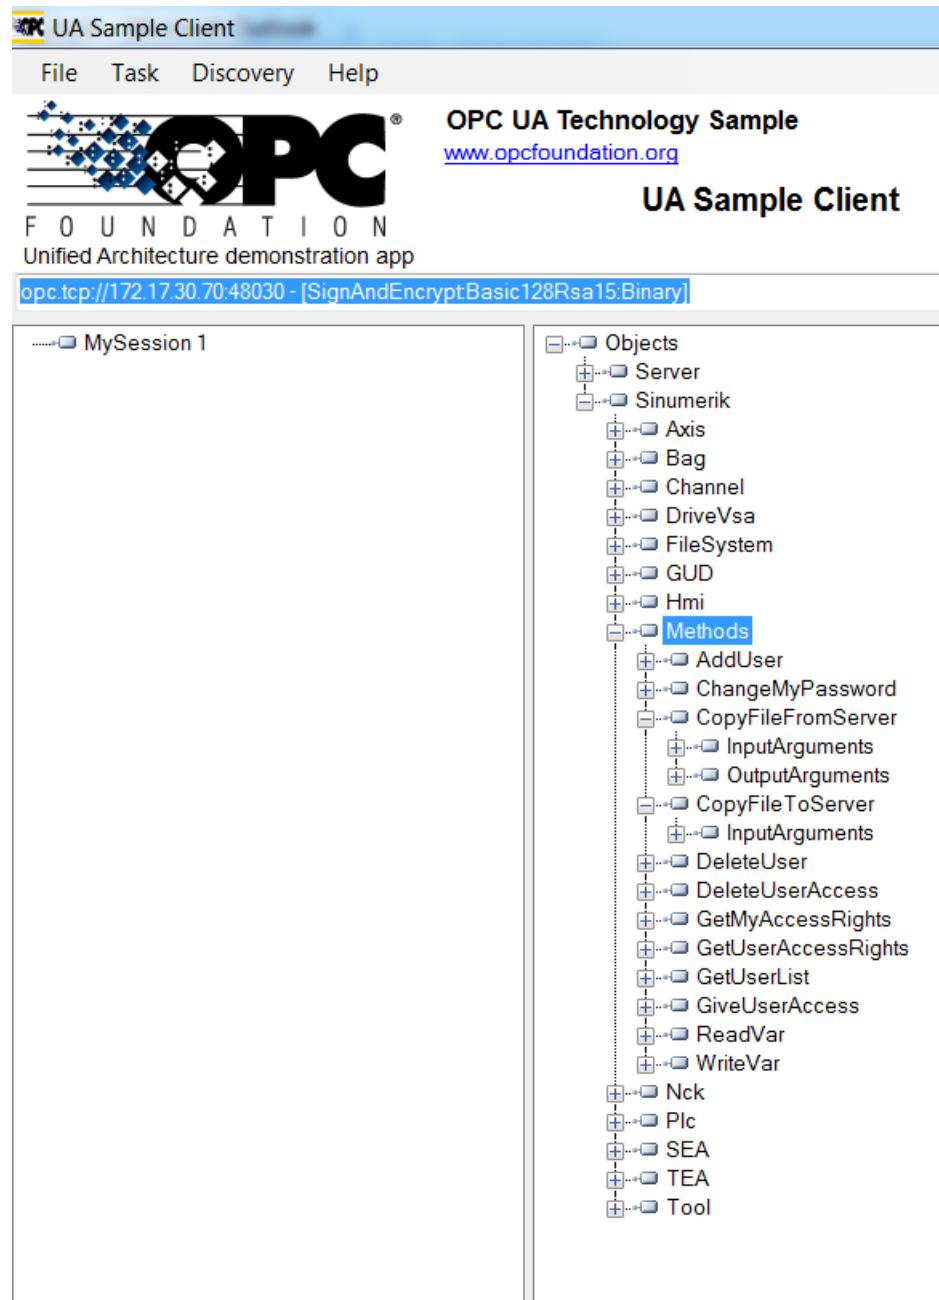 UA Sample Client
File Task Discovery Help
OPC®
FOUNDATION
Unified Architecture demonstration app
OPC UA Technology Sample
www.opcfoundation.org
UA Sample Client
opc.tcp://172.17.30.70:48030 - [SignAndEncrypt:Basic128Rsa15:Binary]
MySession 1
Objects
Server
Sinumerik
Axis
Bag
Channel
DriveVsa
FileSystem
GUD
Hmi
Methods
AddUser
ChangeMyPassword
CopyFileFromServer
InputArguments
OutputArguments
CopyFileToServer
InputArguments
DeleteUser
DeleteUserAccess
GetMyAccessRights
GetUserAccessRights
GetUserList
GiveUserAccess
ReadVar
WriteVar
Nck
Plc
SEA
TEA
Tool